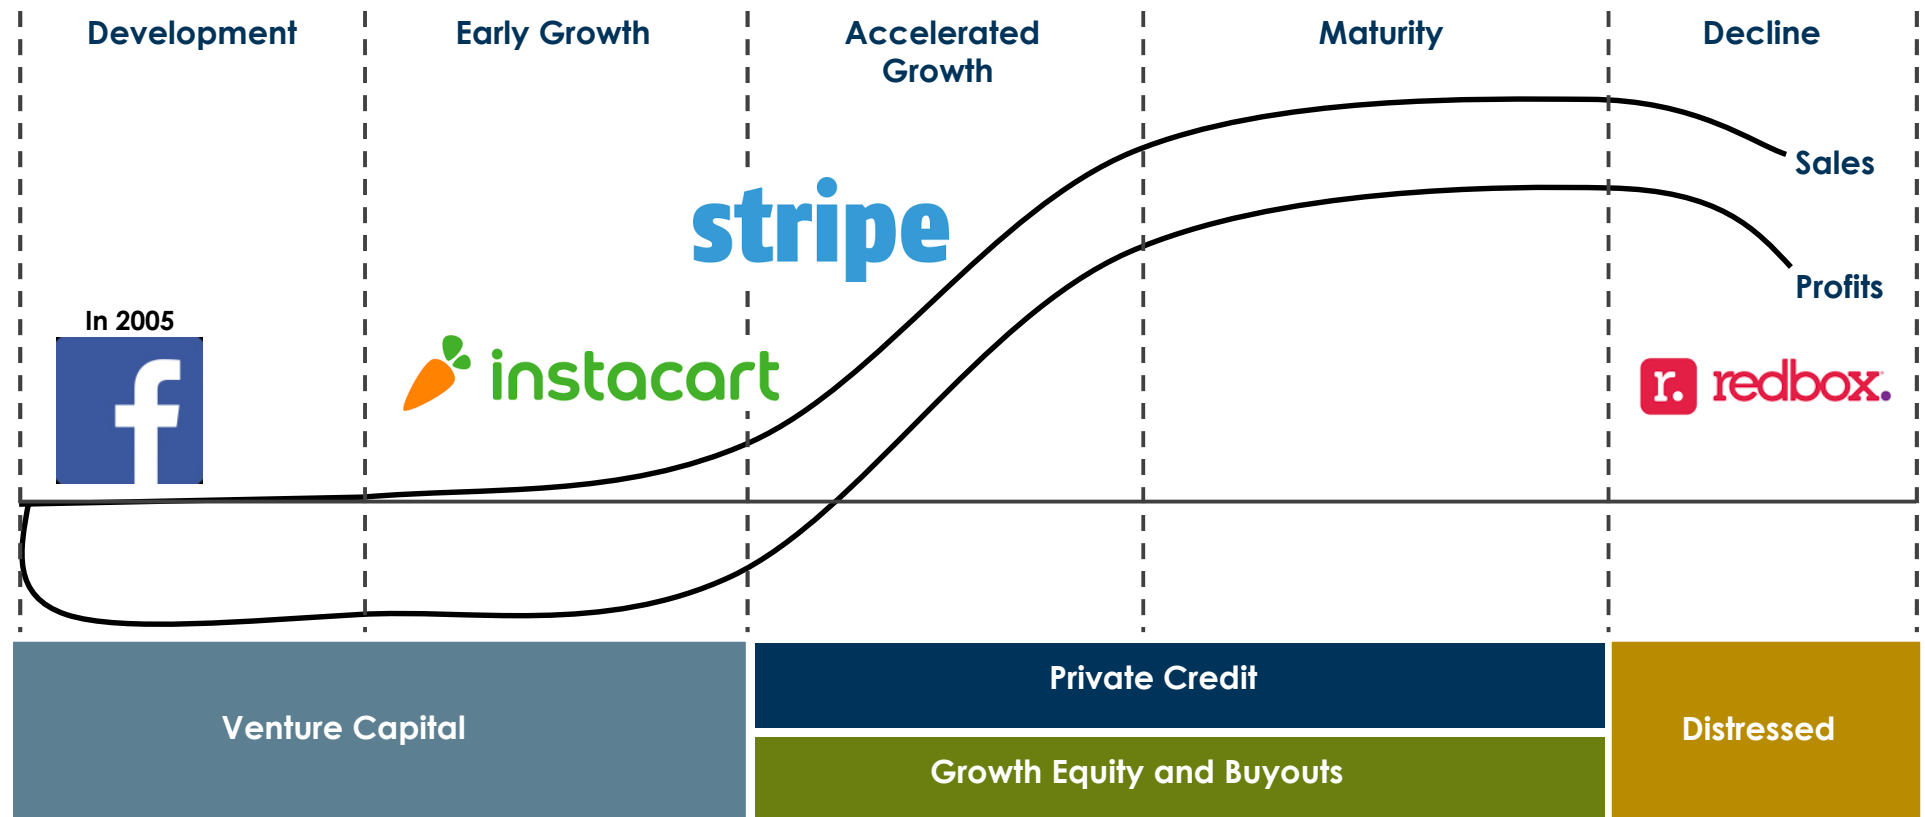 Development
Early Growth
Accelerated
Growth
Maturity
Decline
Sales
stripe
Profits
In 2005
f
instacart
r. redbox.
Private Credit
Venture Capital
Distressed
Growth Equity and Buyouts